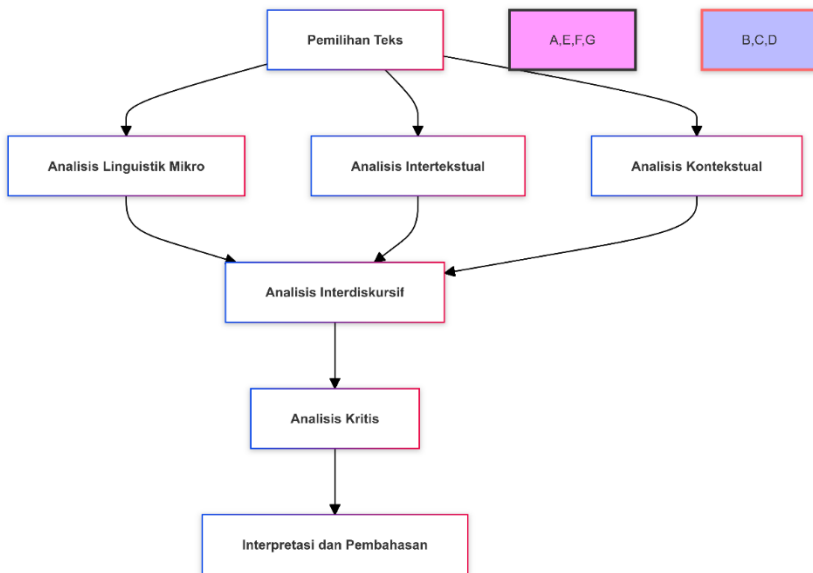 Pemilihan Teks
A,E,F,G
B,C,D
Analisis Linguistik Mikro
Analisis Intertekstual
Analisis Kontekstual
Analisis Interdiskursif
Analisis Kritis
Interpretasi dan Pembahasan